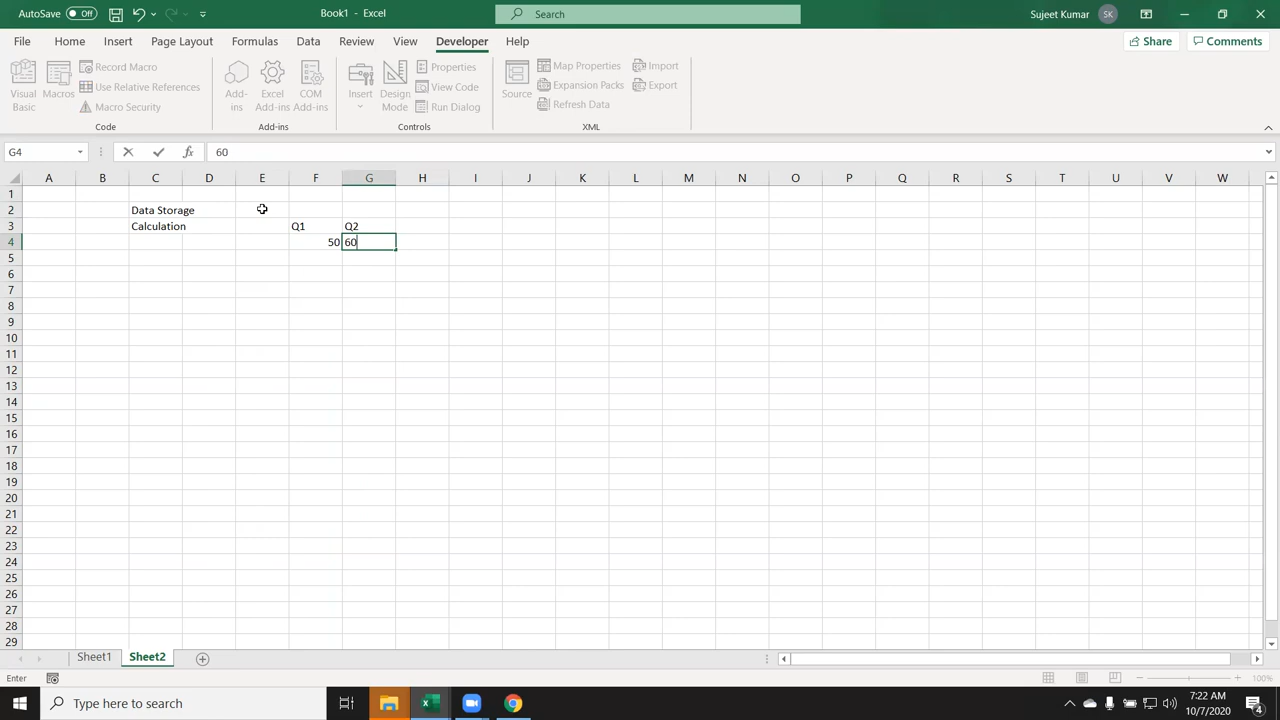 AutoSave Off Book1 - Excel Search Sujeet Kumar SK
File Home Insert Page Layout Formulas Data Review View Developer Help Share Comments
Visual Basic
Macros
Record Macro
Use Relative References
Macro Security
Code
Add-ins
Excel Add-ins
COM Add-ins
Add-ins
Insert
Design Mode
Properties
View Code
Run Dialog
Controls
Source
Map Properties
Expansion Packs
Refresh Data
Import
Export
XML
G4 fx 60
A B C D E F G H I J K L M N O P Q R S T U V W
1
2 Data Storage
3 Calculation Q1 Q2
4 50 60
5
6
7
8
9
10
11
12
13
14
15
16
17
18
19
20
21
22
23
24
25
26
27
28
29
Sheet1 Sheet2
Enter 100%
Type here to search
7:22 AM
10/7/2020